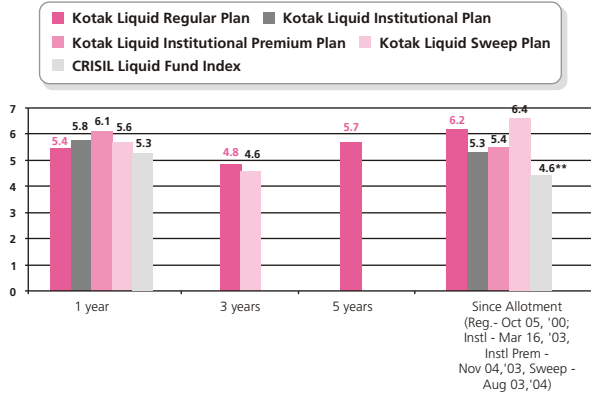 Kotak Liquid Regular Plan Kotak Liquid Institutional Plan
Kotak Liquid Institutional Premium Plan Kotak Liquid Sweep Plan
CRISIL Liquid Fund Index
7
6
5
4
3
2
1
0
5.4
5.8
6.1
5.6
5.3
4.8
4.6
5.7
6.2
5.3
5.4
6.4
4.6**
1 year
3 years
5 years
Since Allotment
(Reg.- Oct 05, '00;
Instl - Mar 16, '03,
Instl Prem -
Nov 04,'03, Sweep -
Aug 03,'04)